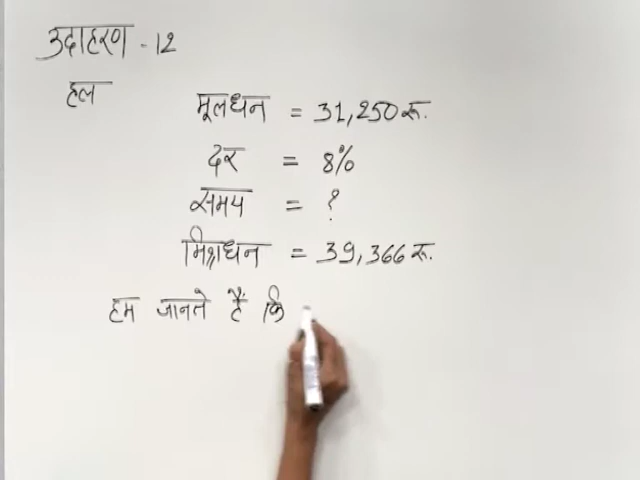 उदाहरण - 12
हल
मूलधन = 31,250 रू.
दर = 8%
समय = ?
मिश्रधन = 39,366 रू.
हम जानते हैं कि